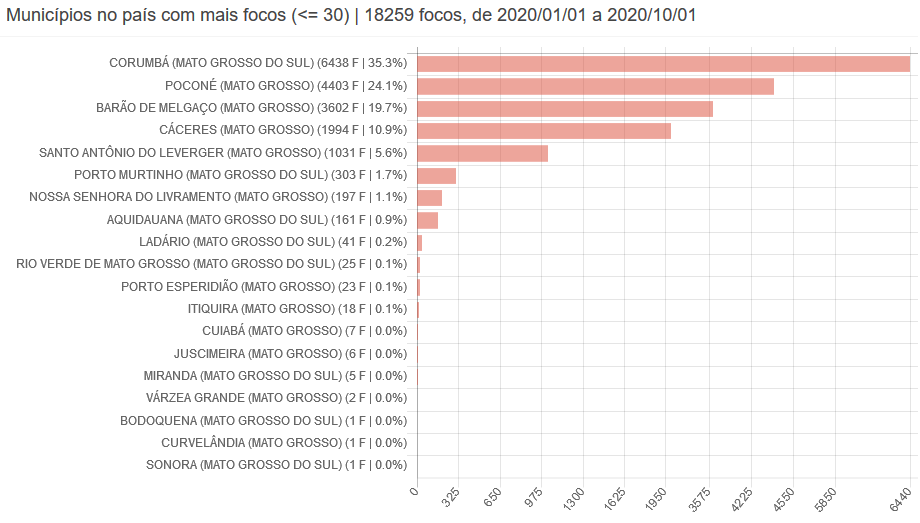 Municípios no país com mais focos (<= 30) | 18259 focos, de 2020/01/01 a 2020/10/01
CORUMBÁ (MATO GROSSO DO SUL) (6438 F | 35.3%)
POCONÉ (MATO GROSSO) (4403 F | 24.1%)
BARÃO DE MELGAÇO (MATO GROSSO) (3602 F | 19.7%)
CÁCERES (MATO GROSSO) (1994 F | 10.9%)
SANTO ANTÔNIO DO LEVERGER (MATO GROSSO) (1031 F | 5.6%)
PORTO MURTINHO (MATO GROSSO DO SUL) (303 F | 1.7%)
NOSSA SENHORA DO LIVRAMENTO (MATO GROSSO) (197 F | 1.1%)
AQUIDAUANA (MATO GROSSO DO SUL) (161 F | 0.9%)
LADÁRIO (MATO GROSSO DO SUL) (41 F | 0.2%)
RIO VERDE DE MATO GROSSO (MATO GROSSO DO SUL) (25 F | 0.1%)
PORTO ESPERIDIÃO (MATO GROSSO) (23 F | 0.1%)
ITIQUIRA (MATO GROSSO) (18 F | 0.1%)
CUIABÁ (MATO GROSSO) (7 F | 0.0%)
JUSCIMEIRA (MATO GROSSO) (6 F | 0.0%)
MIRANDA (MATO GROSSO DO SUL) (5 F | 0.0%)
VÁRZEA GRANDE (MATO GROSSO) (2 F | 0.0%)
BODOQUENA (MATO GROSSO DO SUL) (1 F | 0.0%)
CURVELÂNDIA (MATO GROSSO) (1 F | 0.0%)
SONORA (MATO GROSSO DO SUL) (1 F | 0.0%)
0 325 650 975 1300 1625 1950 3575 4225 4550 5850 6440